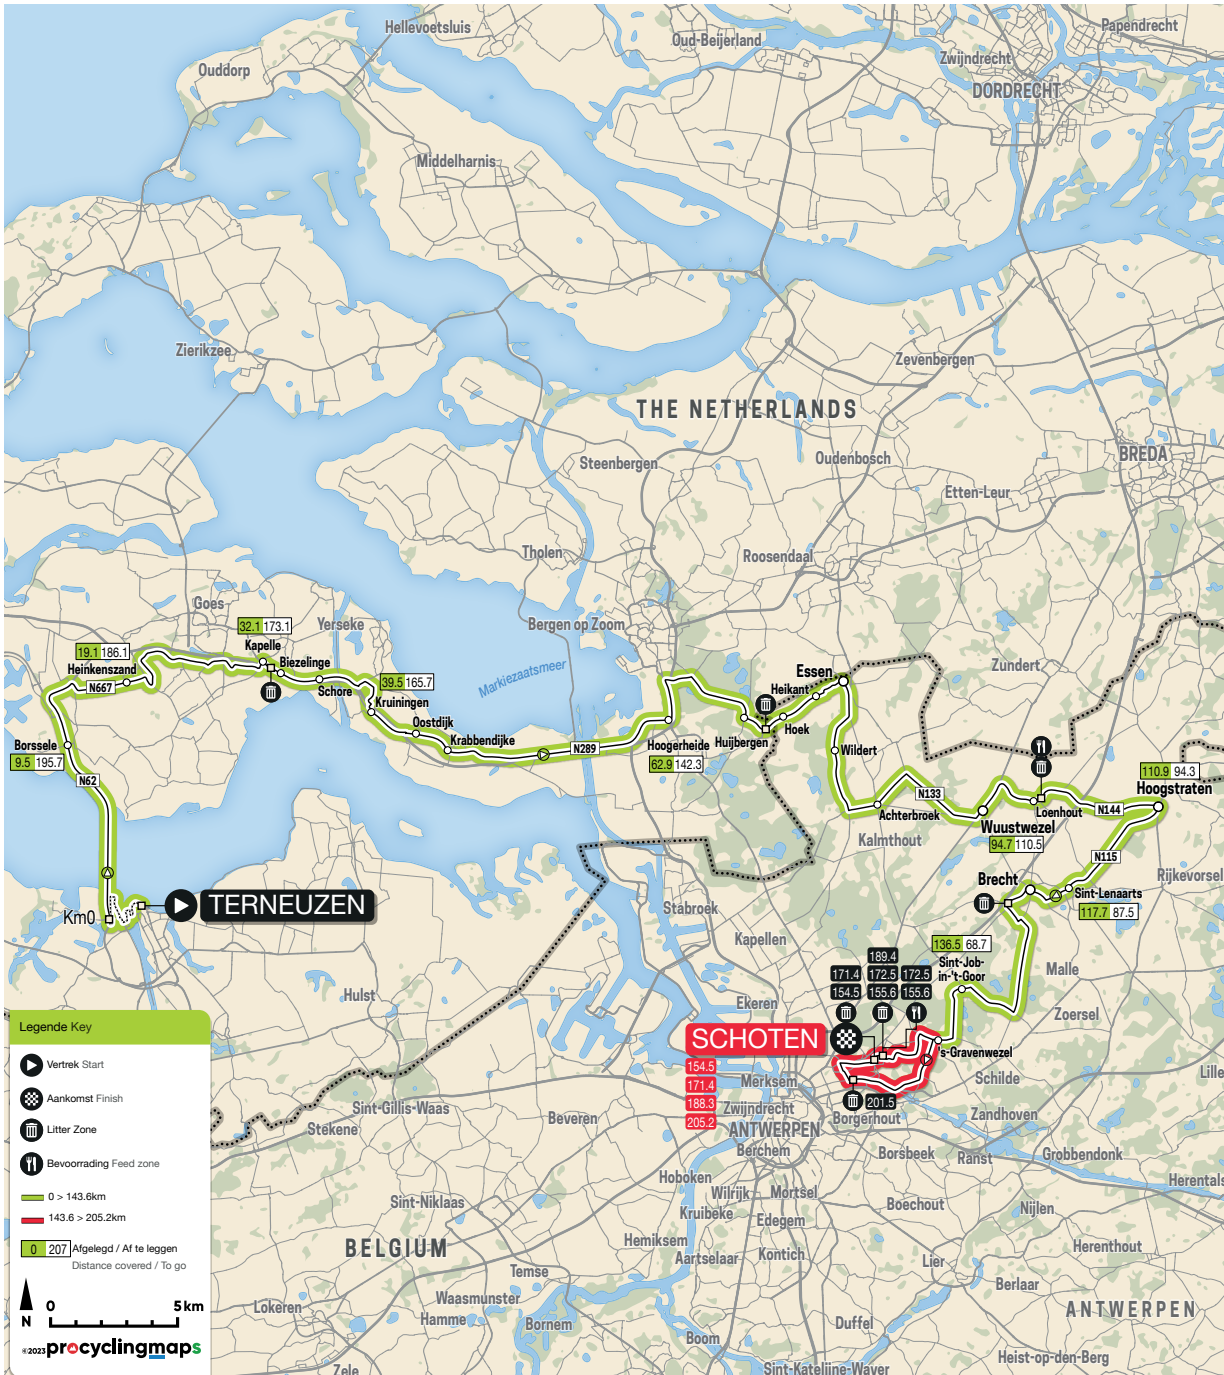 Hellevoetsluis
Oud-Beijerland
Papendrecht
Zwijndrecht
Ouddorp
DORDRECHT
Middelharnis
Zierikzee
Zevenbergen
THE NETHERLANDS
Steenbergen
Oudenbosch
BREDA
Etten-Leur
Tholen
Roosendaal
Goes
32.1 173.1
Yerseke
Bergen op Zoom
19.1 186.1
Kapelle
Heinkenszand
Biezelinge
Zundert
Markiezaatsmeer
Essen
N667
Schore
39.5 165.7
Heikant
Kruiningen
Oostdijk
Hoek
Krabbendijke
Huijbergen
Borssele
N289
Hoogerheide
Wildert
9.5 195.7
62.9 142.3
110.9 94.3
N62
N133
Hoogstraten
N144
Loenhout
Achterbroek
Wuustwezel
Kalmthout
94.7 110.5
N115
Rijkevorsel
Brecht
Sint-Lenaarts
TERNEUZEN
Km0
Stabroek
117.7 87.5
Kapellen
136.5 68.7
189.4
Sint-Job-
in-'t-Goor
171.4 172.5 172.5
Malle
154.5 155.6 155.6
Hulst
Ekeren
Zoersel
Legende Key
SCHOTEN
's-Gravenwezel
Vertrek Start
154.5
Lille
Merksem
Schilde
171.4
Aankomst Finish
188.3
201.5
Sint-Gillis-Waas
Zwijndrecht
Beveren
205.2
Borgerhout
Zandhoven
Litter Zone
Stekene
ANTWERPEN
Berchem
Borsbeek
Ranst
Grobbendonk
Bevoorrading Feed zone
Hoboken
Herentals
0 > 143.6km
Wilrijk
Mortsel
Sint-Niklaas
Boechout
Nijlen
143.6 > 205.2km
Kruibeke
Edegem
0 207 Afgelegd / Af te leggen
BELGIUM
Hemiksem
Herenthout
Aartselaar
Kontich
Distance covered / To go
Lier
Temse
Berlaar
0 5 km
Lokeren
Waasmunster
ANTWERPEN
N
Hamme
Bornem
Duffel
©2023 procyclingmaps
Boom
Heist-op-den-Berg
Zele
Sint-Katelijne-Waver